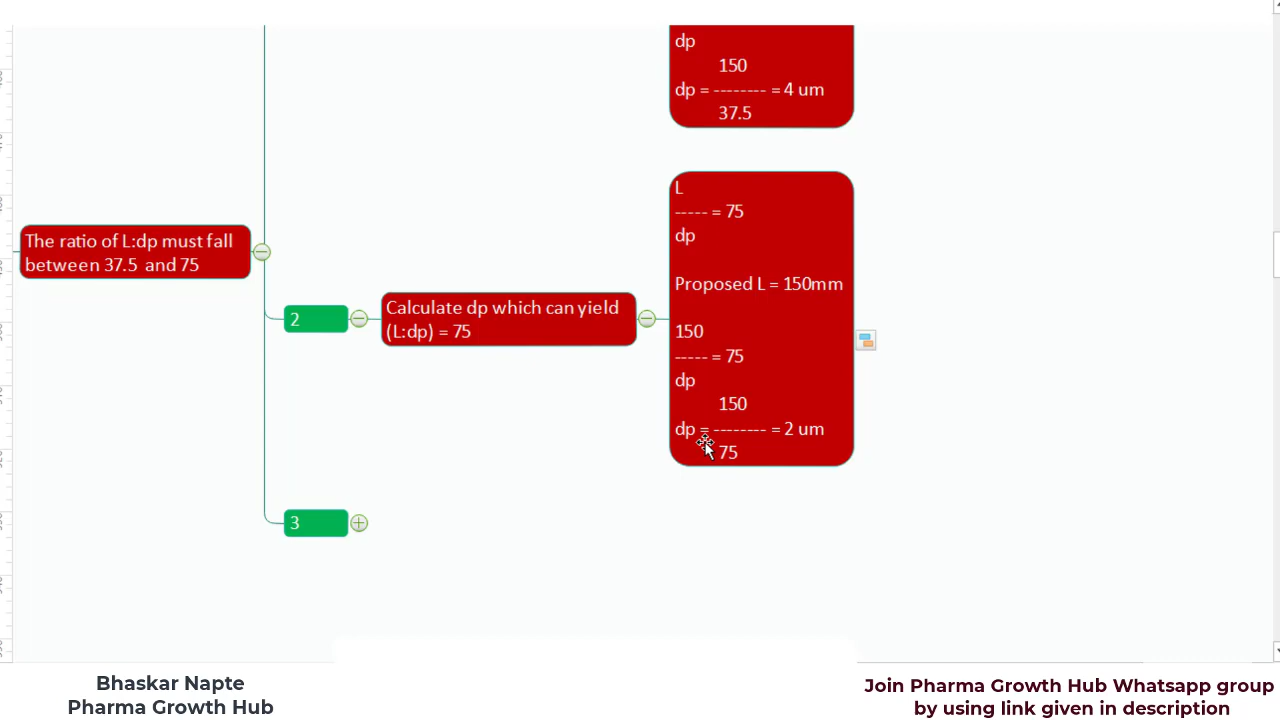 dp
150
dp = -------- = 4 um
37.5
The ratio of L:dp must fall
between 37.5 and 75
2
Calculate dp which can yield
(L:dp) = 75
L
----- = 75
dp
Proposed L = 150mm
150
----- = 75
dp
150
dp = -------- = 2 um
75
3
Bhaskar Napte
Pharma Growth Hub
Join Pharma Growth Hub Whatsapp group
by using link given in description